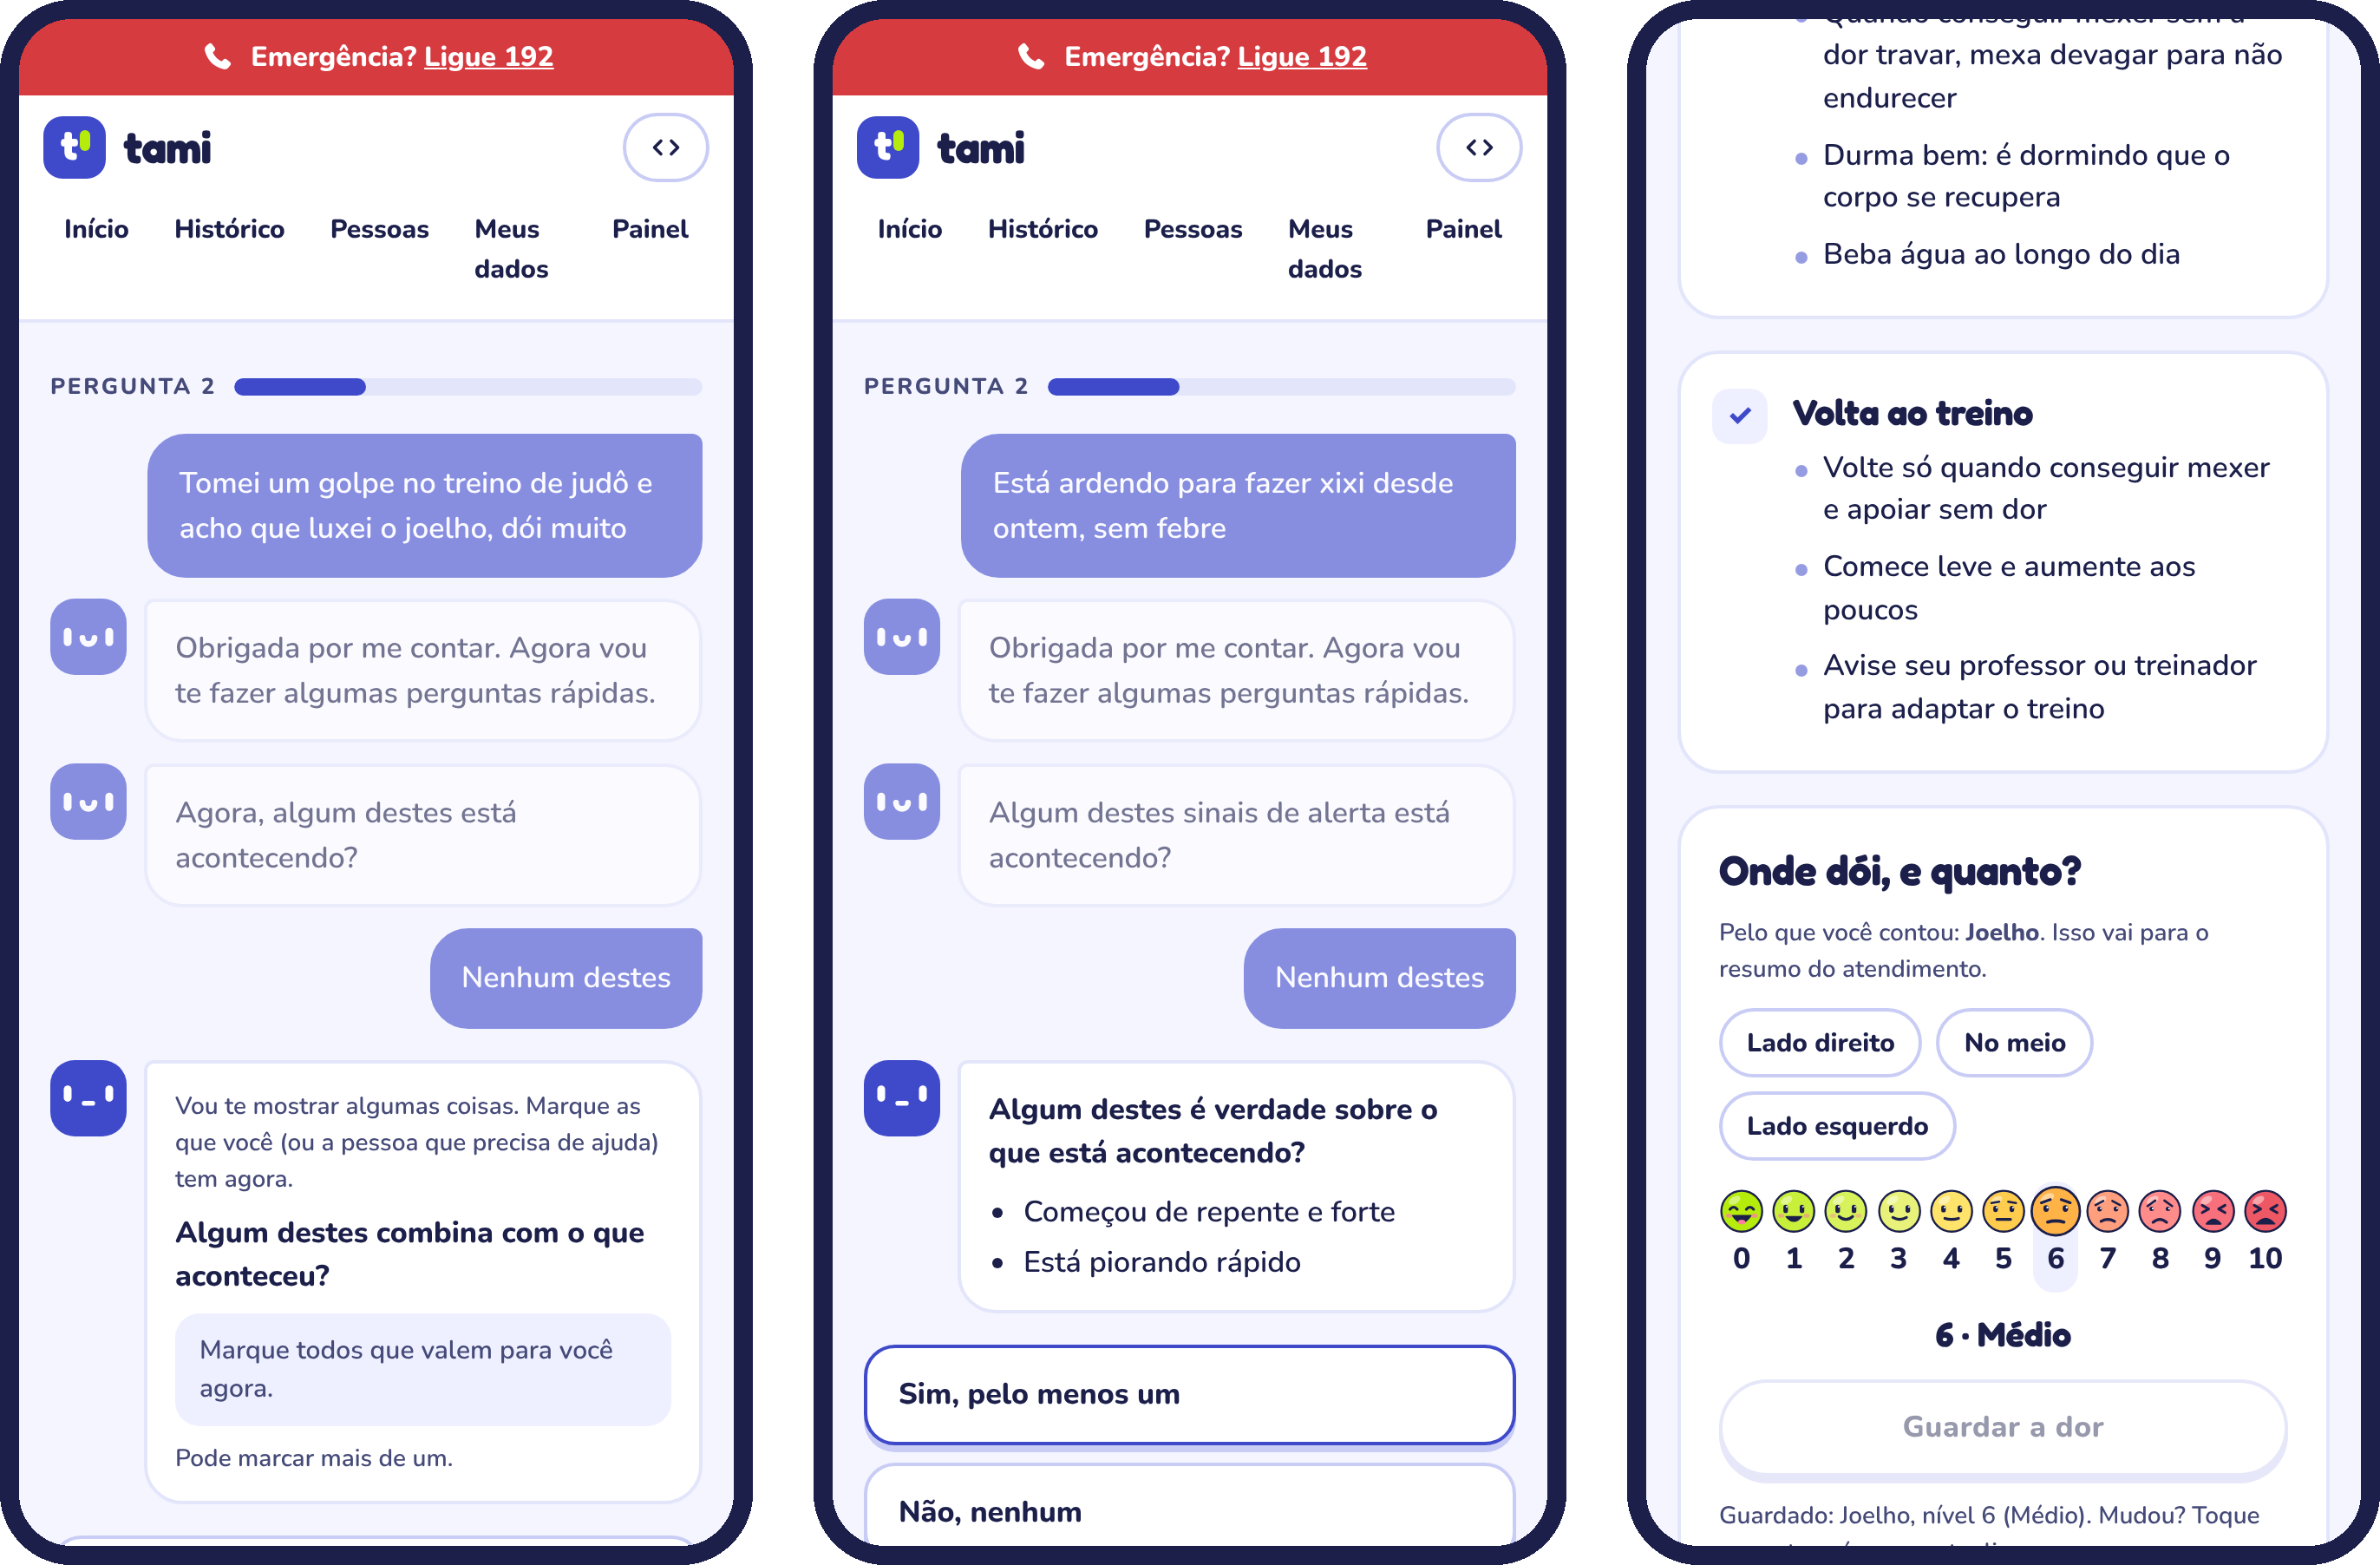 Emergência? Ligue 192
tami
Início Histórico Pessoas Meus dados Painel
PERGUNTA 2
Tomei um golpe no treino de judô e
acho que luxei o joelho, dói muito
Obrigada por me contar. Agora vou
te fazer algumas perguntas rápidas.
Agora, algum destes está
acontecendo?
Nenhum destes
Vou te mostrar algumas coisas. Marque as
que você (ou a pessoa que precisa de ajuda)
tem agora.
Algum destes combina com o que
aconteceu?
Marque todos que valem para você
agora.
Pode marcar mais de um.
Emergência? Ligue 192
tami
Início Histórico Pessoas Meus dados Painel
PERGUNTA 2
Está ardendo para fazer xixi desde
ontem, sem febre
Obrigada por me contar. Agora vou
te fazer algumas perguntas rápidas.
Algum destes sinais de alerta está
acontecendo?
Nenhum destes
Algum destes é verdade sobre o
que está acontecendo?
Começou de repente e forte
Está piorando rápido
Sim, pelo menos um
Não, nenhum
Quando conseguir mexer sem a
dor travar, mexa devagar para não
endurecer
Durma bem: é dormindo que o
corpo se recupera
Beba água ao longo do dia
Volta ao treino
Volte só quando conseguir mexer
e apoiar sem dor
Comece leve e aumente aos
poucos
Avise seu professor ou treinador
para adaptar o treino
Onde dói, e quanto?
Pelo que você contou: Joelho. Isso vai para o
resumo do atendimento.
Lado direito No meio
Lado esquerdo
0 1 2 3 4 5 6 7 8 9 10
6 · Médio
Guardar a dor
Guardado: Joelho, nível 6 (Médio). Mudou? Toque